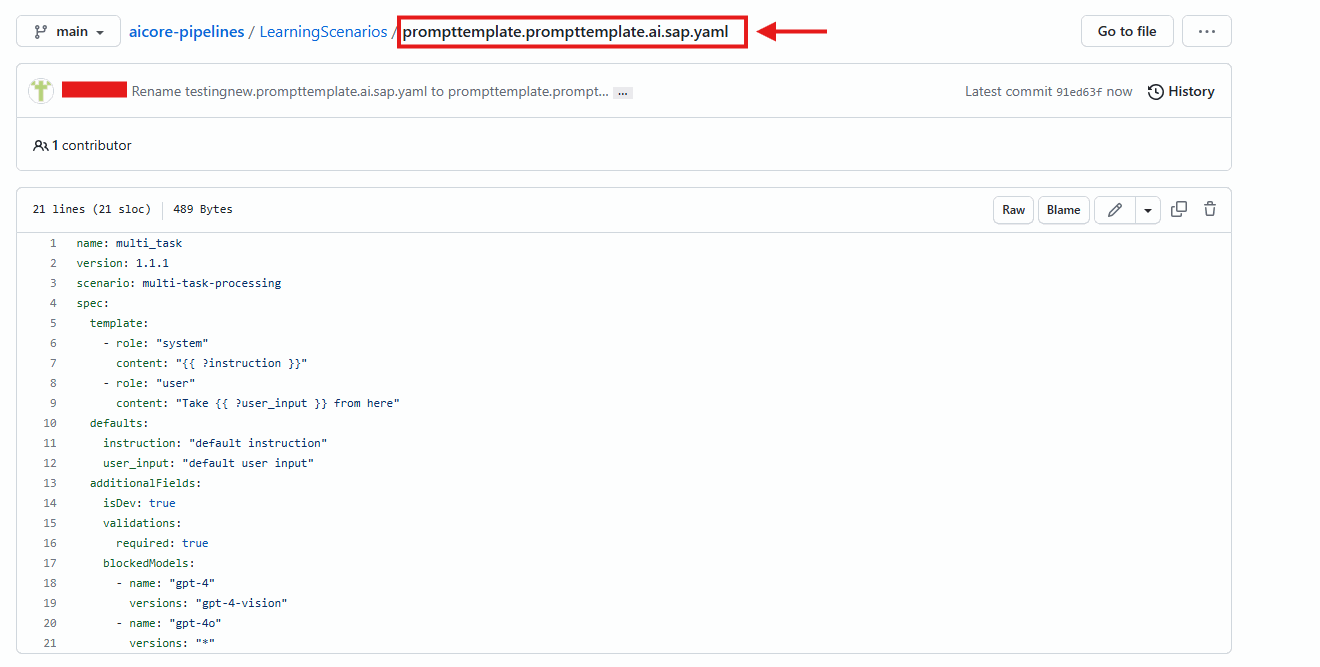 main
aicore-pipelines / LearningScenarios / prompttemplate.prompttemplate.ai.sap.yaml
Go to file
...
Rename testingnew.prompttemplate.ai.sap.yaml to prompttemplate.prompt... ...
Latest commit 91ed63f now
History
1 contributor
21 lines (21 sloc) 489 Bytes
Raw
Blame
1 name: multi_task
2 version: 1.1.1
3 scenario: multi-task-processing
4 spec:
5   template:
6     - role: "system"
7       content: "{{ ?instruction }}"
8     - role: "user"
9       content: "Take {{ ?user_input }} from here"
10   defaults:
11     instruction: "default instruction"
12     user_input: "default user input"
13   additionalFields:
14     isDev: true
15     validations:
16       required: true
17     blockedModels:
18       - name: "gpt-4"
19         versions: "gpt-4-vision"
20       - name: "gpt-4o"
21         versions: "*"